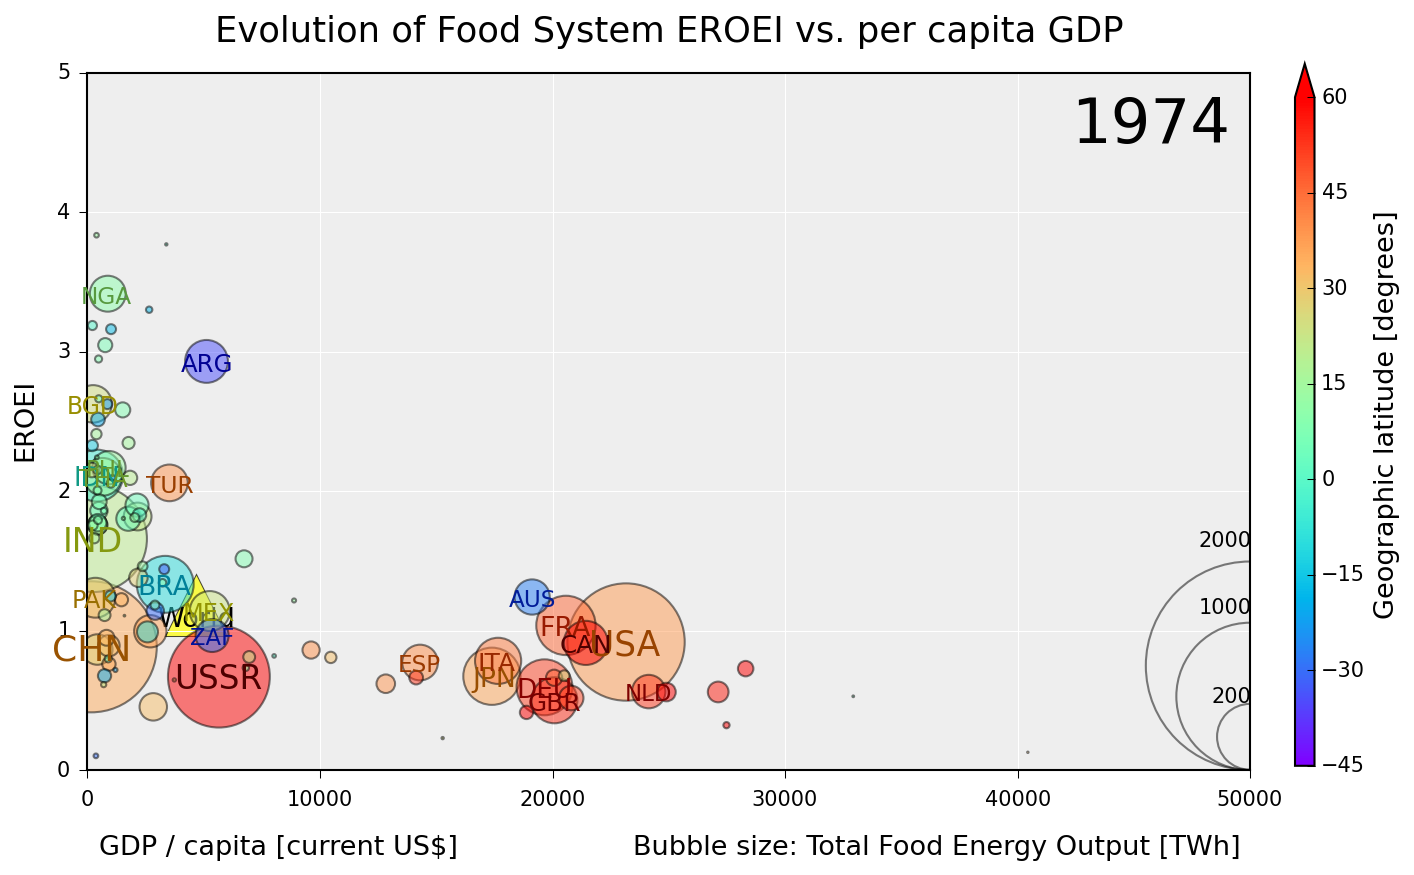 Evolution of Food System EROEI vs. per capita GDP
1974
EROEI
5
4
3
2
1
0
0
10000
20000
30000
40000
50000
GDP / capita [current US$]
Bubble size: Total Food Energy Output [TWh]
NGA
ARG
BGD
TUR
IND
BRA
PAK
MEX
World
ZAF
CHN
USSR
AUS
FRA
CAN
USA
ESP
ITA
JPN
DEU
GBR
NLD
2000
1000
200
60
45
30
15
0
−15
−30
−45
Geographic latitude [degrees]